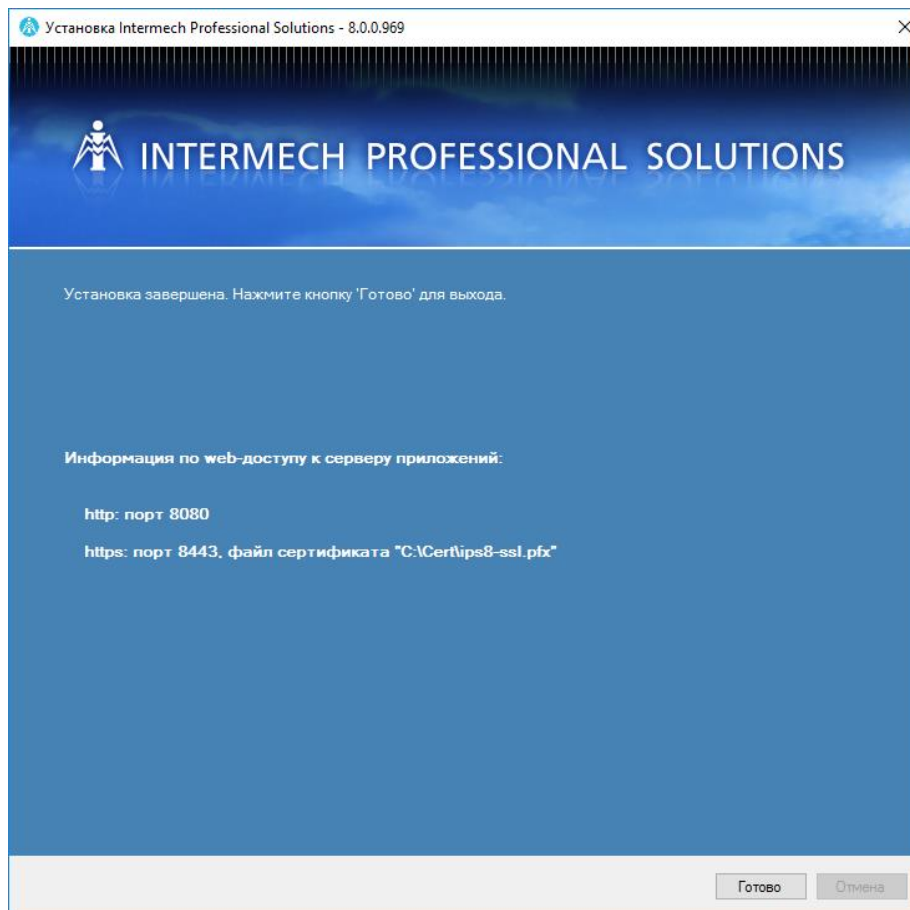 Установка Intermech Professional Solutions - 8.0.0.969
INTERMECH PROFESSIONAL SOLUTIONS
Установка завершена. Нажмите кнопку 'Готово' для выхода.
Информация по web-доступу к серверу приложений:
http: порт 8080
https: порт 8443, файл сертификата "C:\Cert\ips8-ssl.pfx"
Готово Отмена